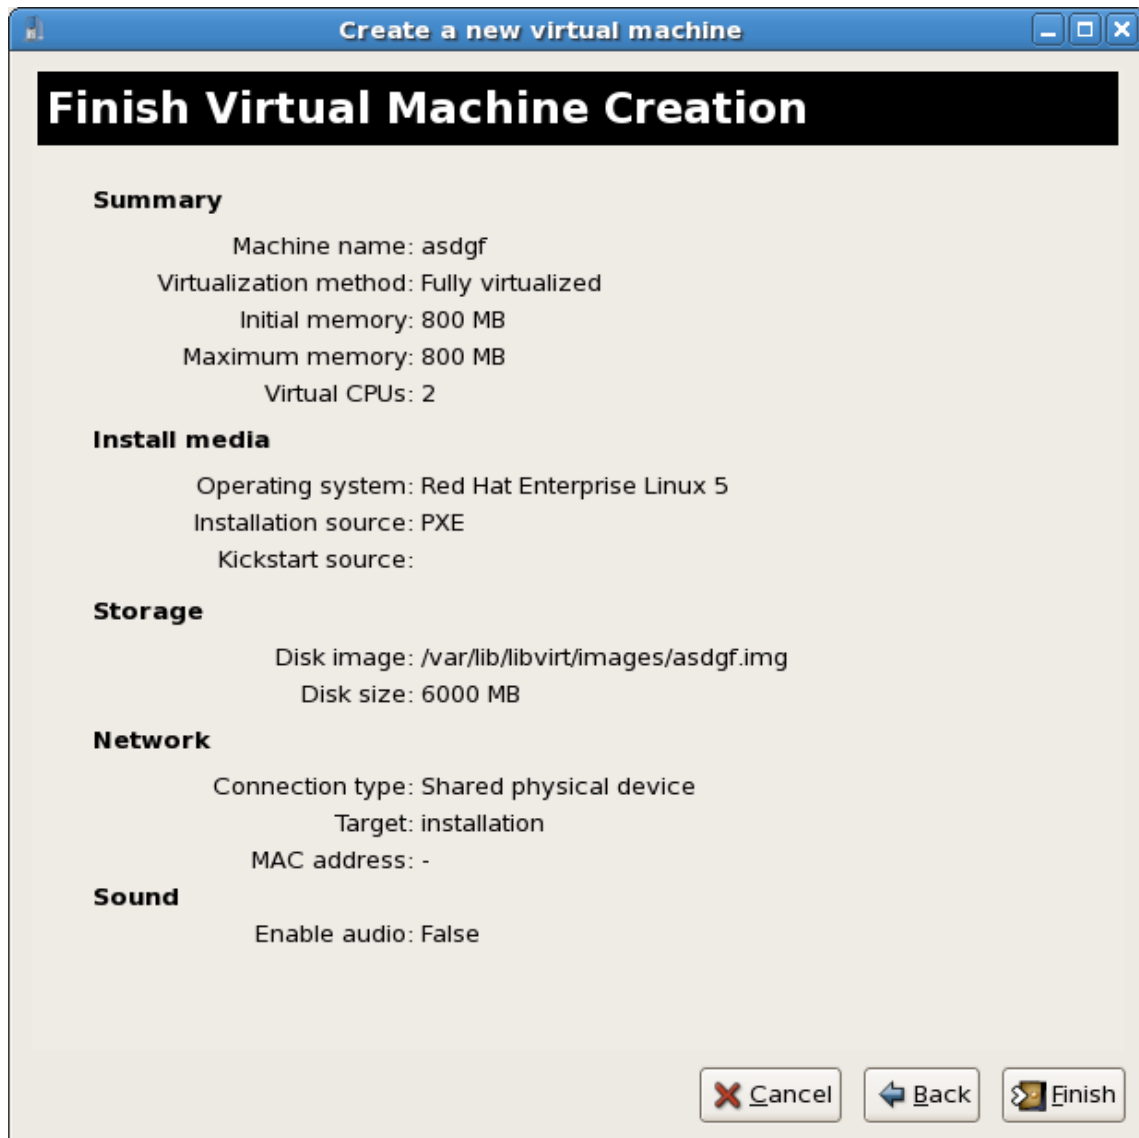 Create a new virtual machine
Finish Virtual Machine Creation
Summary
Machine name: asdgf
Virtualization method: Fully virtualized
Initial memory: 800 MB
Maximum memory: 800 MB
Virtual CPUs: 2
Install media
Operating system: Red Hat Enterprise Linux 5
Installation source: PXE
Kickstart source:
Storage
Disk image: /var/lib/libvirt/images/asdgf.img
Disk size: 6000 MB
Network
Connection type: Shared physical device
Target: installation
MAC address: -
Sound
Enable audio: False
Cancel Back Finish